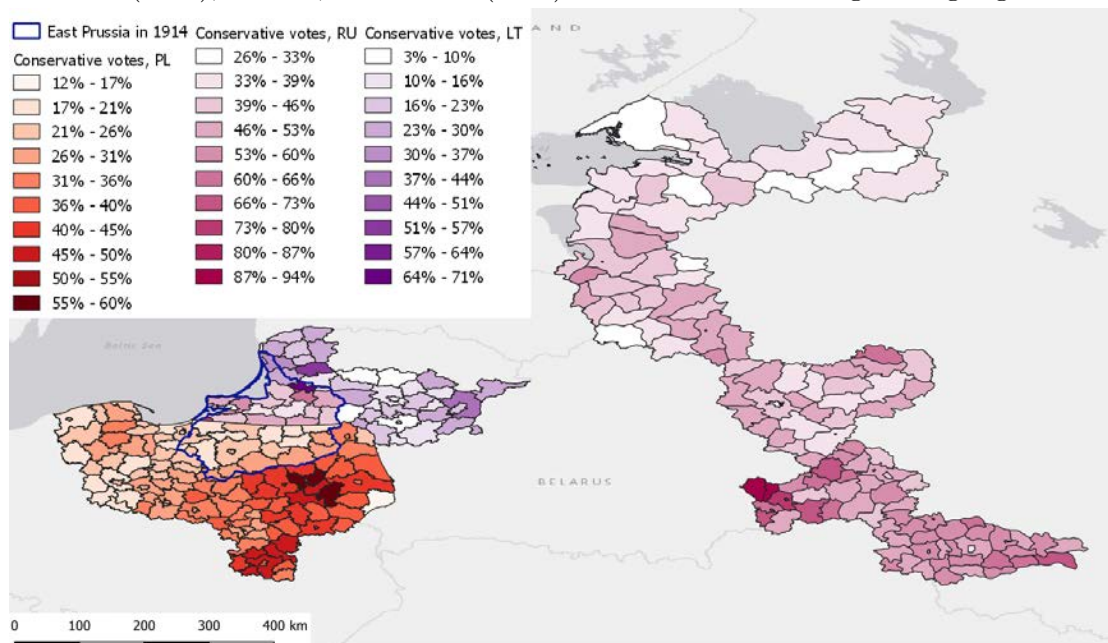 East Prussia in 1914
Conservative votes, PL
12% - 17%
17% - 21%
21% - 26%
26% - 31%
31% - 36%
36% - 40%
40% - 45%
45% - 50%
50% - 55%
55% - 60%
Conservative votes, RU
26% - 33%
33% - 39%
39% - 46%
46% - 53%
53% - 60%
60% - 66%
66% - 73%
73% - 80%
80% - 87%
87% - 94%
Conservative votes, LT
3% - 10%
10% - 16%
16% - 23%
23% - 30%
30% - 37%
37% - 44%
44% - 51%
51% - 57%
57% - 64%
64% - 71%
AND
Baltic Sea
BELARUS
0 100 200 300 400 km